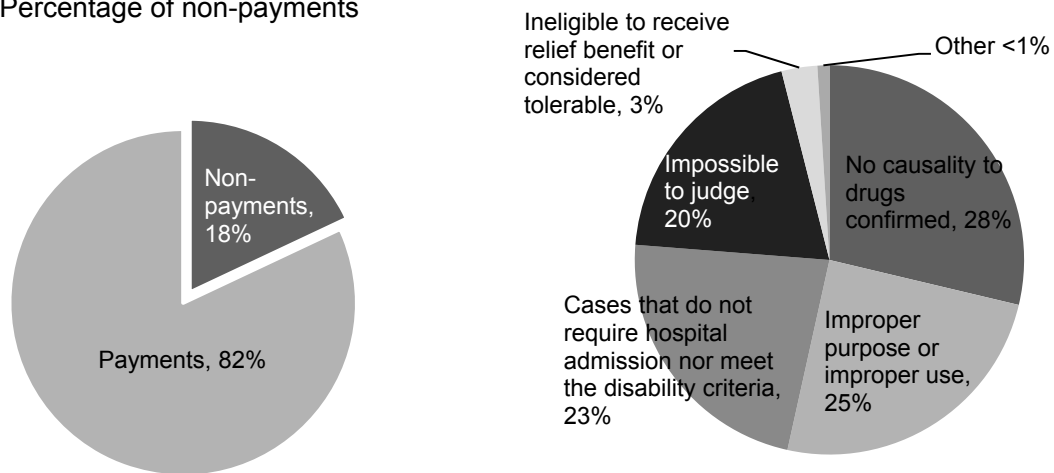 Percentage of non-payments
Non-
payments,
18%
Payments, 82%
Ineligible to receive
relief benefit or
considered
tolerable, 3%
Other <1%
Impossible
to judge,
20%
No causality to
drugs
confirmed, 28%
Cases that do not
require hospital
admission nor meet
the disability criteria,
23%
Improper
purpose or
improper use,
25%